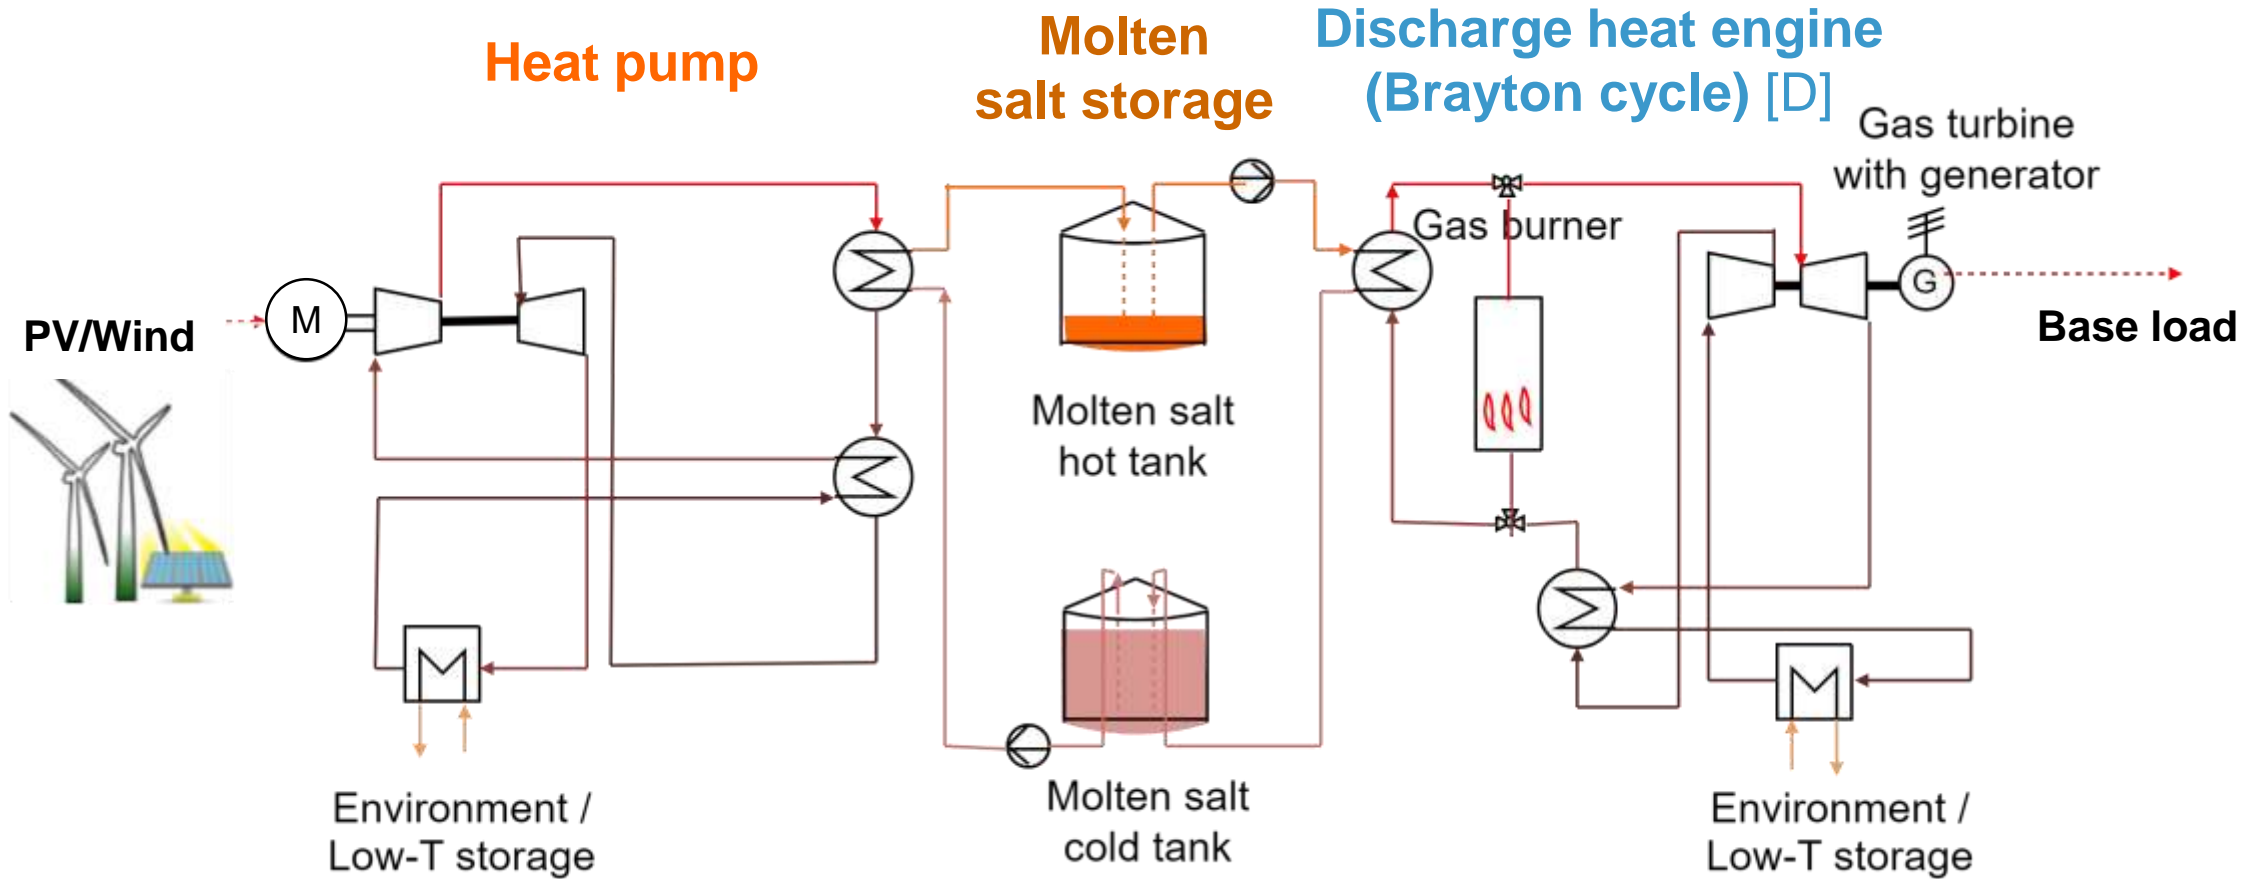 Heat pump
Molten
salt storage
Discharge heat engine
(Brayton cycle) [D]
Gas turbine
with generator
Gas burner
PV/Wind
M
G
Base load
Molten salt
hot tank
Molten salt
cold tank
Environment /
Low-T storage
Environment /
Low-T storage